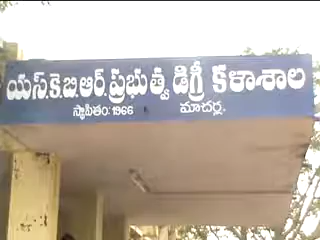 యస్.కె.బి.ఆర్. ప్రభుత్వ డిగ్రీ కళాశాల
స్థాపితం: 1966 మాచర్ల.